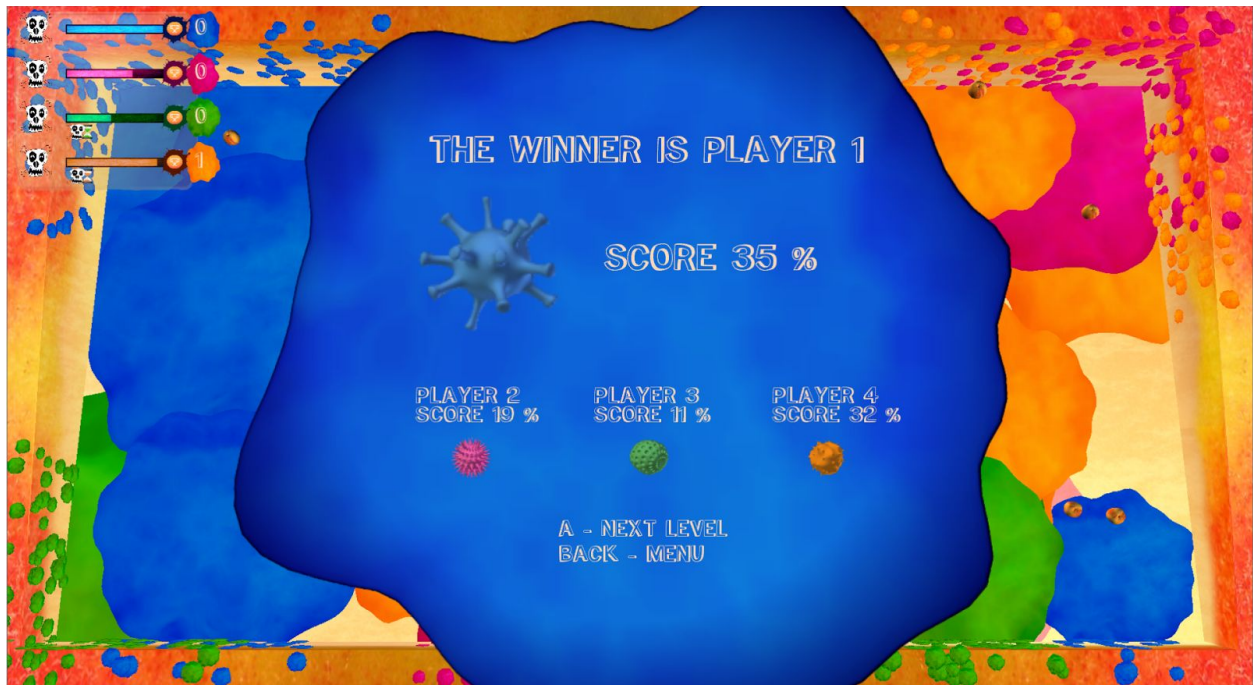 0
0
0
1
THE WINNER IS PLAYER 1
SCORE 35 %
PLAYER 2
SCORE 19 %
PLAYER 3
SCORE 11 %
PLAYER 4
SCORE 32 %
A - NEXT LEVEL
BACK - MENU